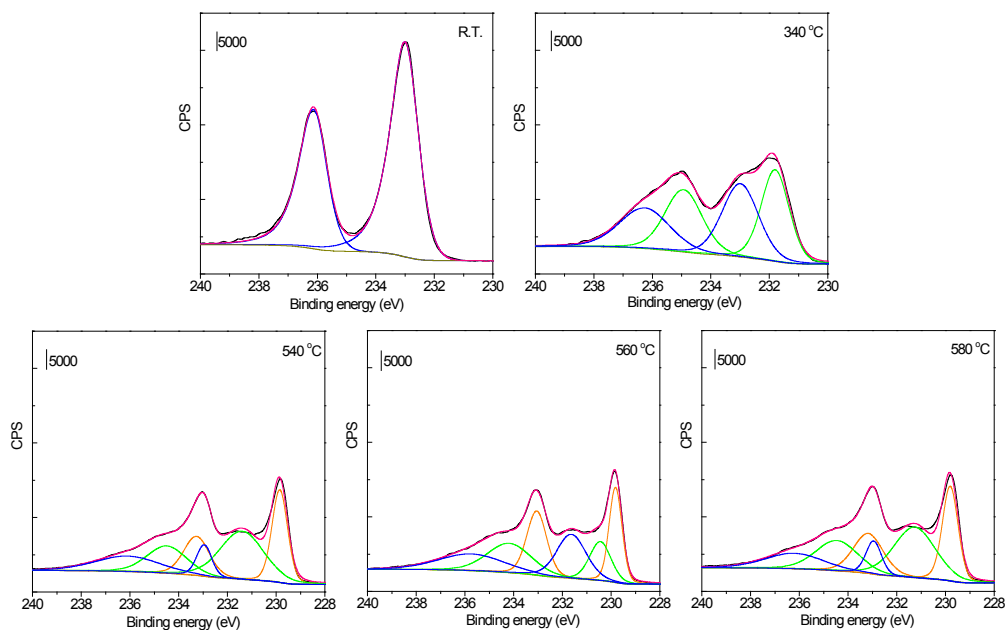 5000
R.T.
CPS
240 238 236 234 232 230
Binding energy (eV)
5000
340 °C
CPS
240 238 236 234 232 230
Binding energy (eV)
5000
540 °C
CPS
240 238 236 234 232 230 228
Binding energy (eV)
5000
560 °C
CPS
240 238 236 234 232 230 228
Binding energy (eV)
5000
580 °C
CPS
240 238 236 234 232 230 228
Binding energy (eV)